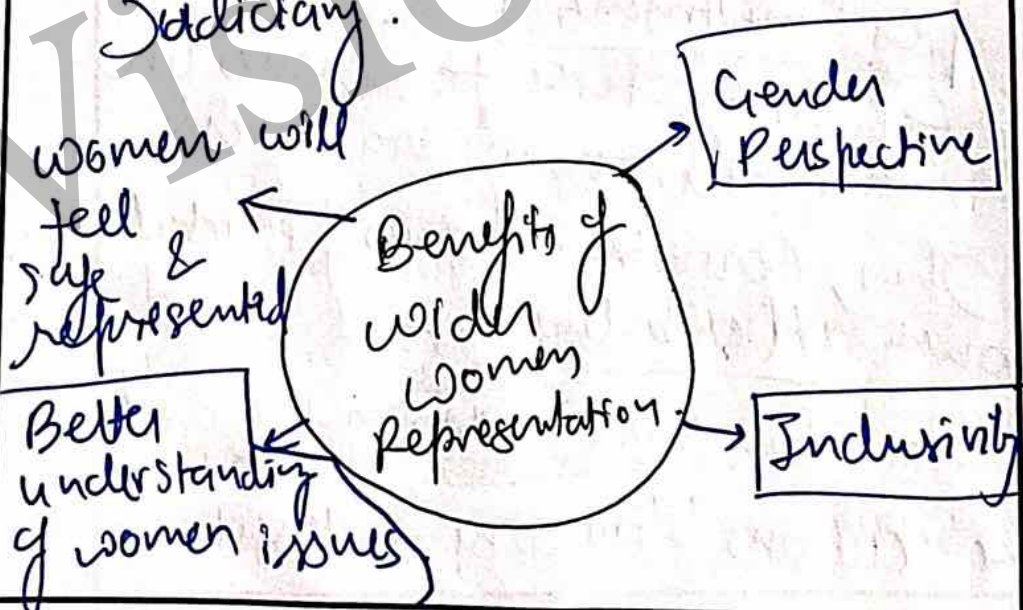 Judiciary.
women will
feel
safe &
represented
Gender
Perspective
Benefits of
wider
women
Representation.
Better
understanding
of women issues
Inclusivity
Visio